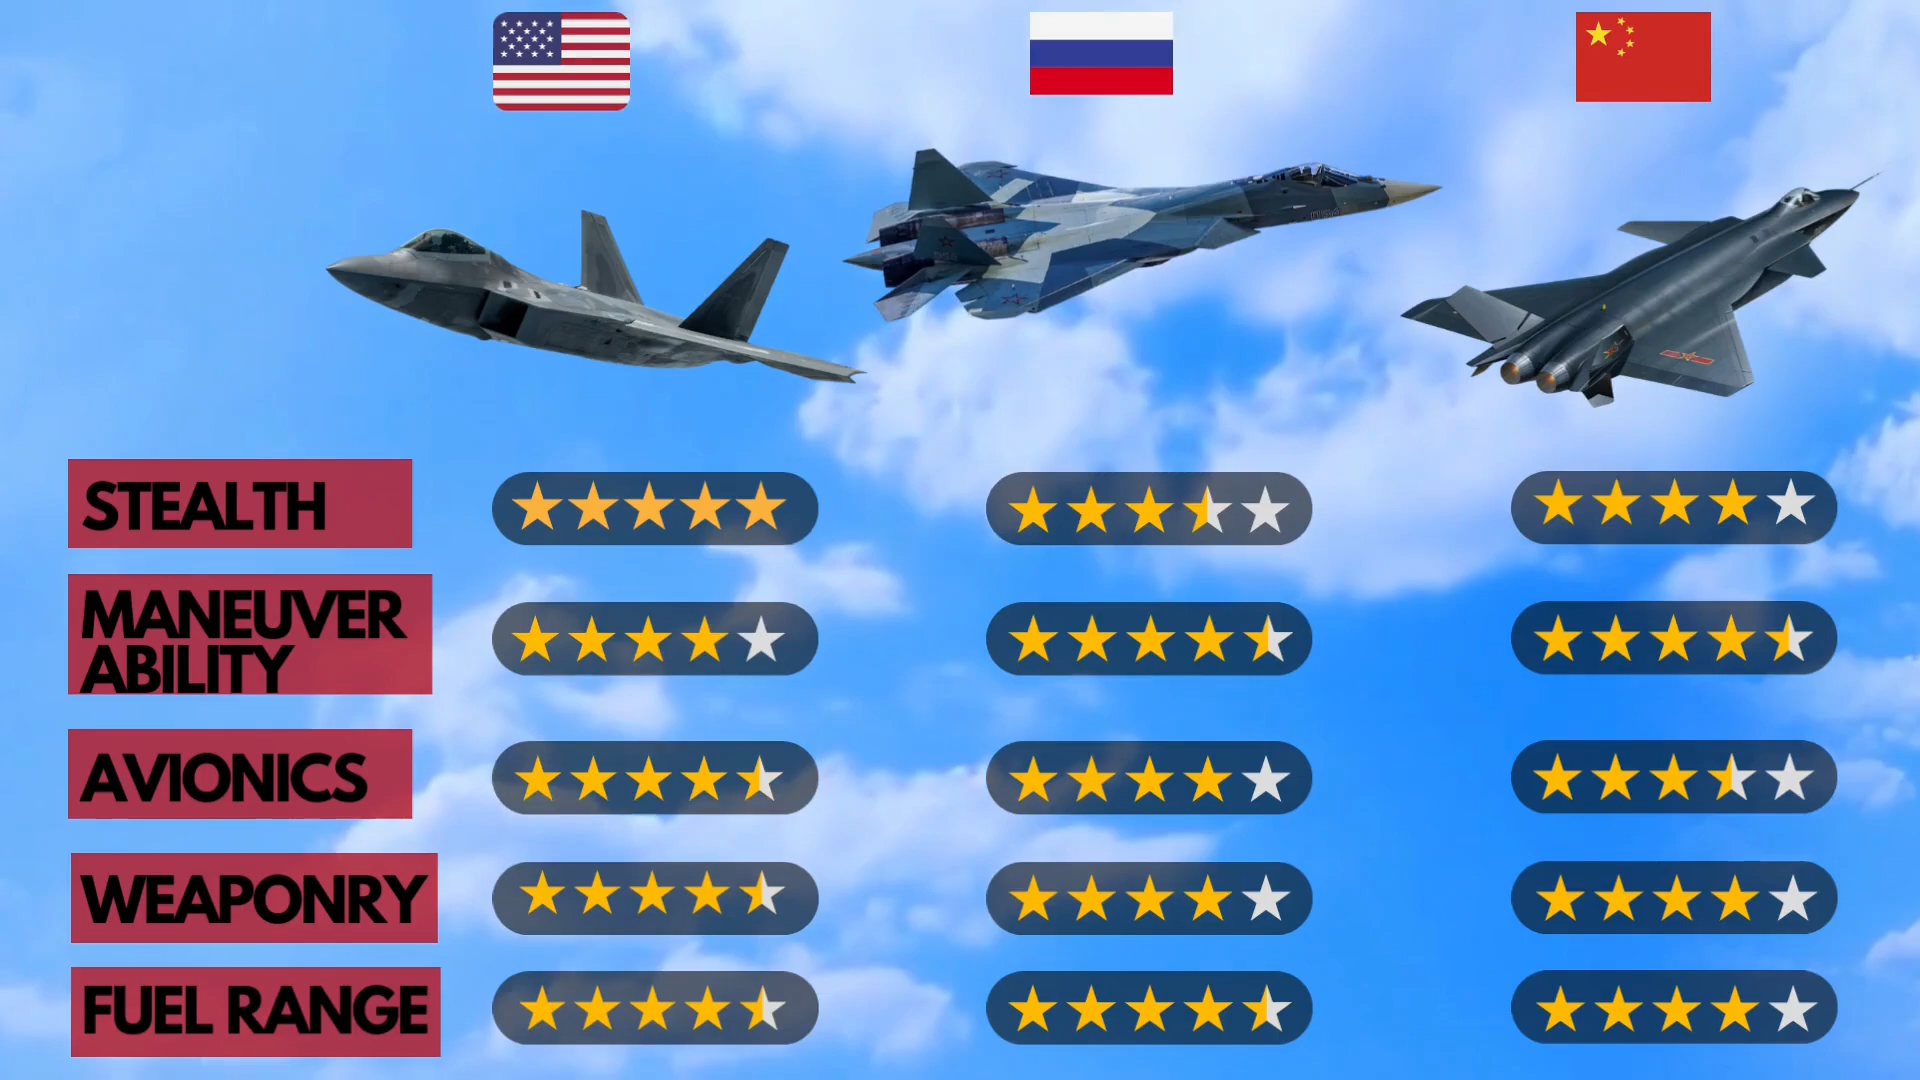 STEALTH
MANEUVER
ABILITY
AVIONICS
WEAPONRY
FUEL RANGE